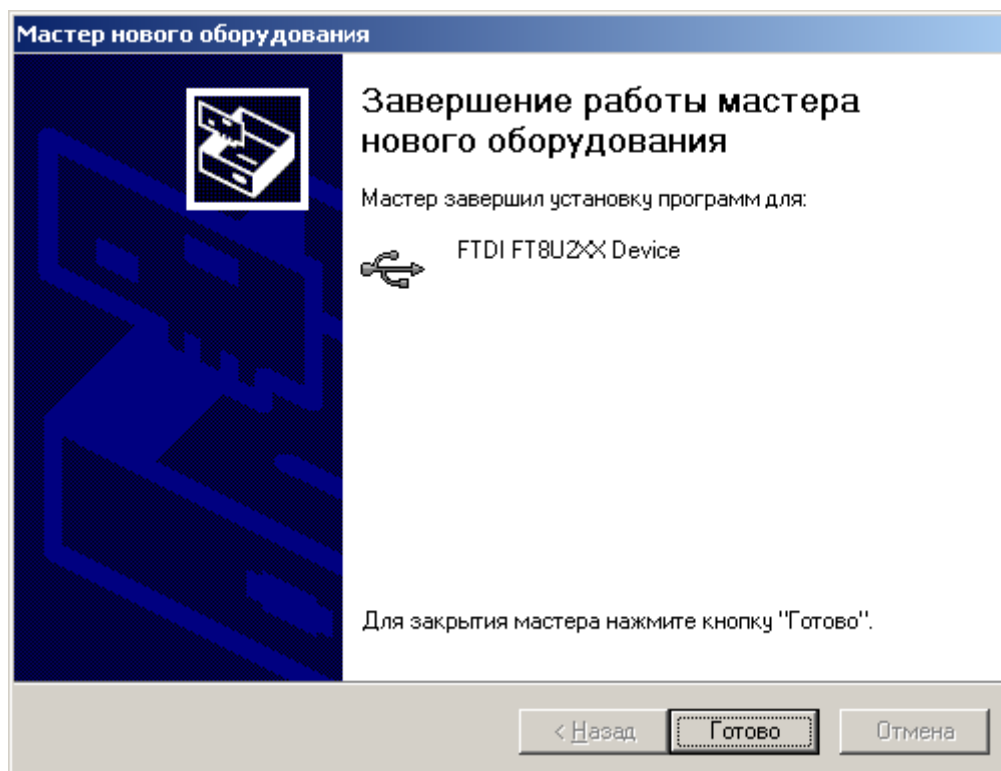 Мастер нового оборудования
Завершение работы мастера
нового оборудования
Мастер завершил установку программ для:
FTDI FT8U2XX Device
Для закрытия мастера нажмите кнопку "Готово".
< Назад
Готово
Отмена